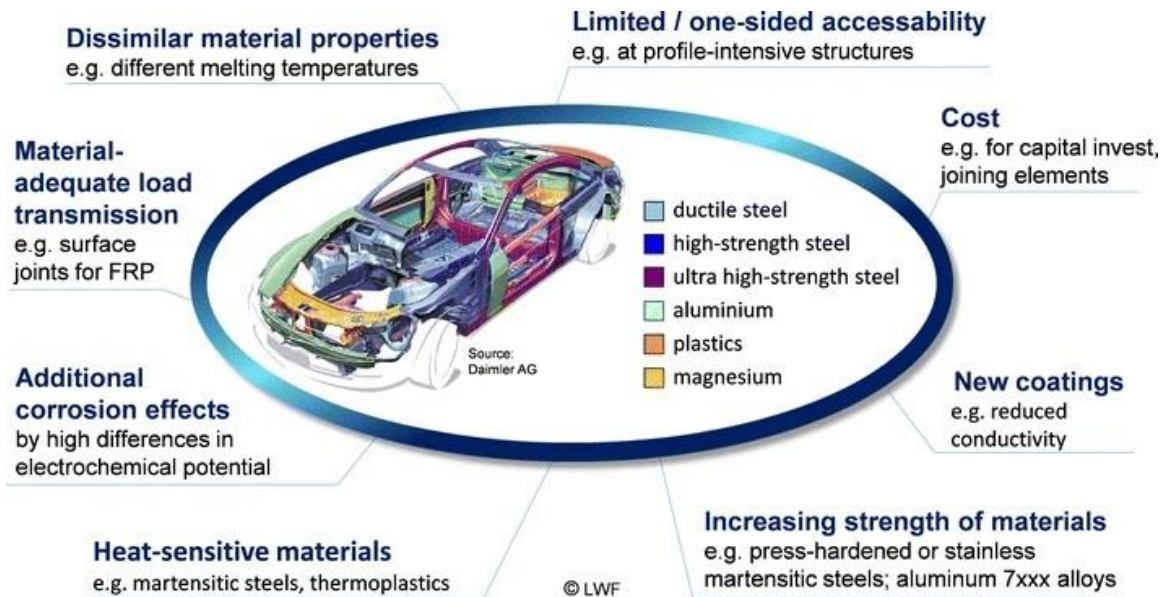 Dissimilar material properties
e.g. different melting temperatures
Limited / one-sided accessability
e.g. at profile-intensive structures
Cost
e.g. for capital invest,
joining elements
Material-
adequate load
transmission
e.g. surface
joints for FRP
ductile steel
high-strength steel
ultra high-strength steel
aluminium
plastics
magnesium
Source:
Daimler AG
Additional
corrosion effects
by high differences in
electrochemical potential
New coatings
e.g. reduced
conductivity
Heat-sensitive materials
e.g. martensitic steels, thermoplastics
© LWF
Increasing strength of materials
e.g. press-hardened or stainless
martensitic steels; aluminum 7xxx alloys